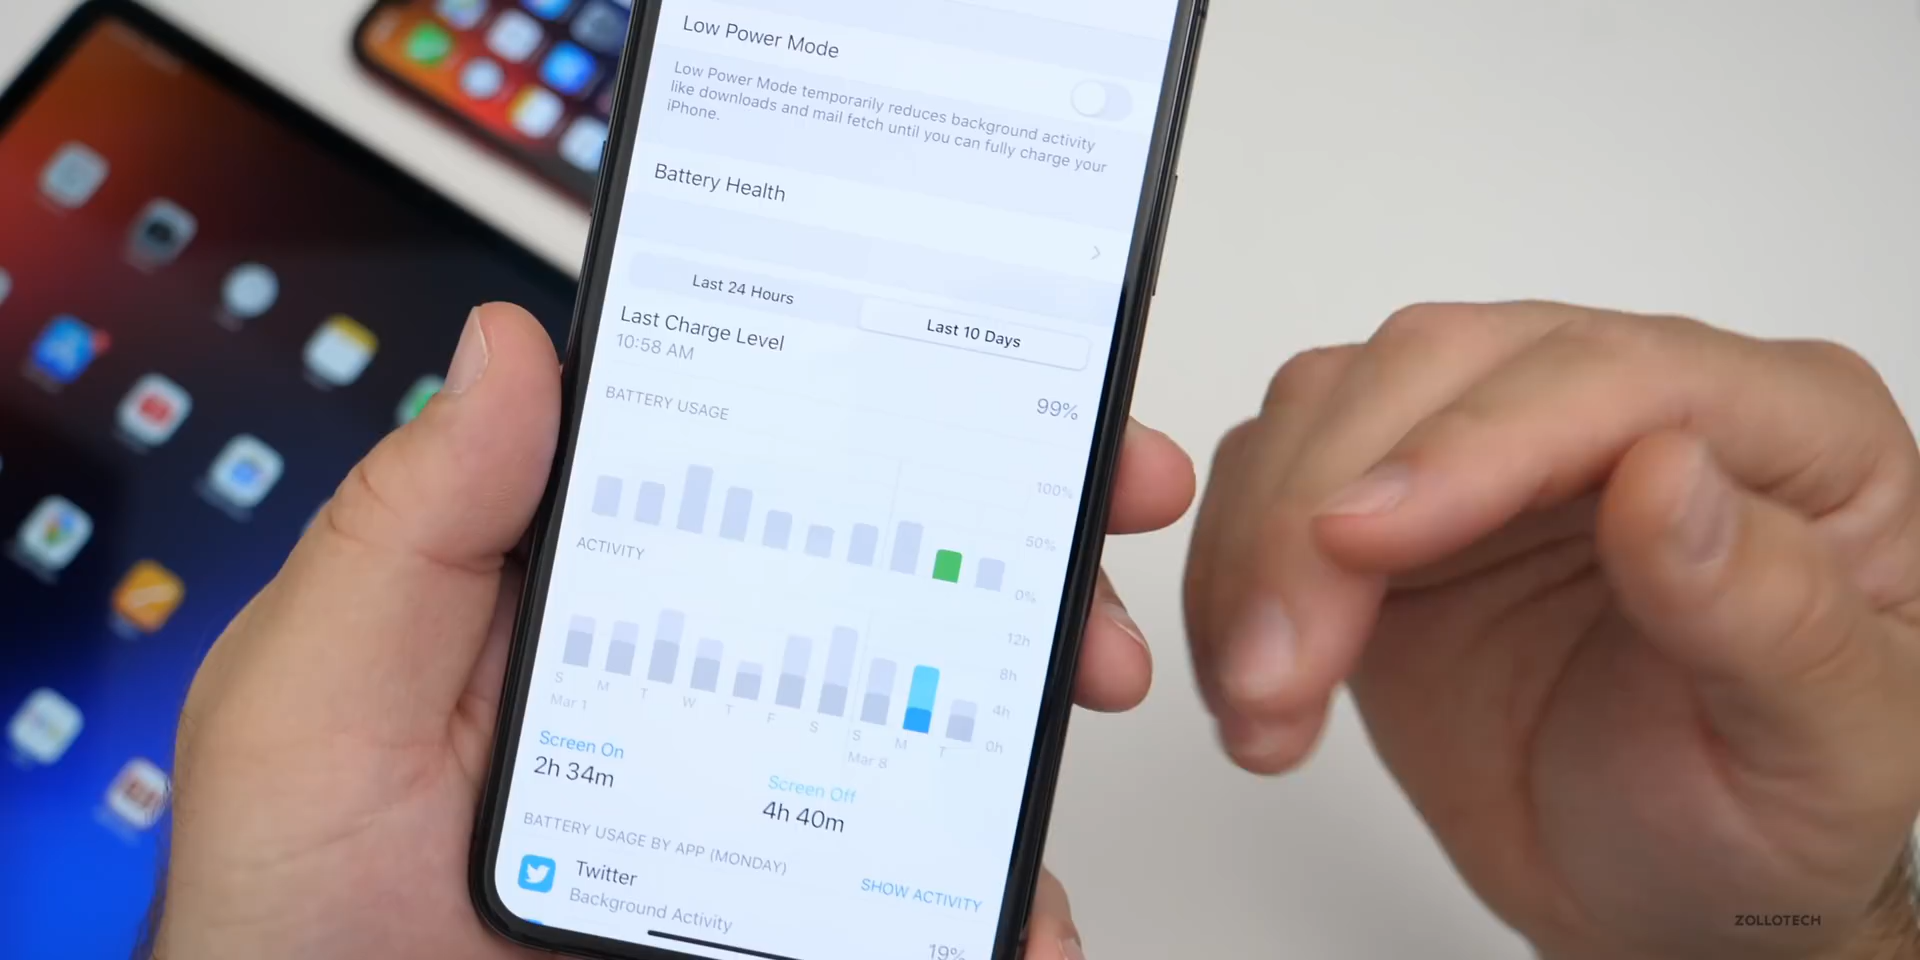 Low Power Mode
Low Power Mode temporarily reduces background activity
like downloads and mail fetch until you can fully charge your
iPhone.
Battery Health
Last 24 Hours
Last 10 Days
Last Charge Level
10:58 AM
99%
BATTERY USAGE
100%
50%
0%
ACTIVITY
12h
8h
4h
0h
S M T W T F S S M T
Mar 1
Mar 8
Screen On
2h 34m
Screen Off
4h 40m
BATTERY USAGE BY APP (MONDAY)
SHOW ACTIVITY
Twitter
Background Activity
19%
ZOLLOTECH